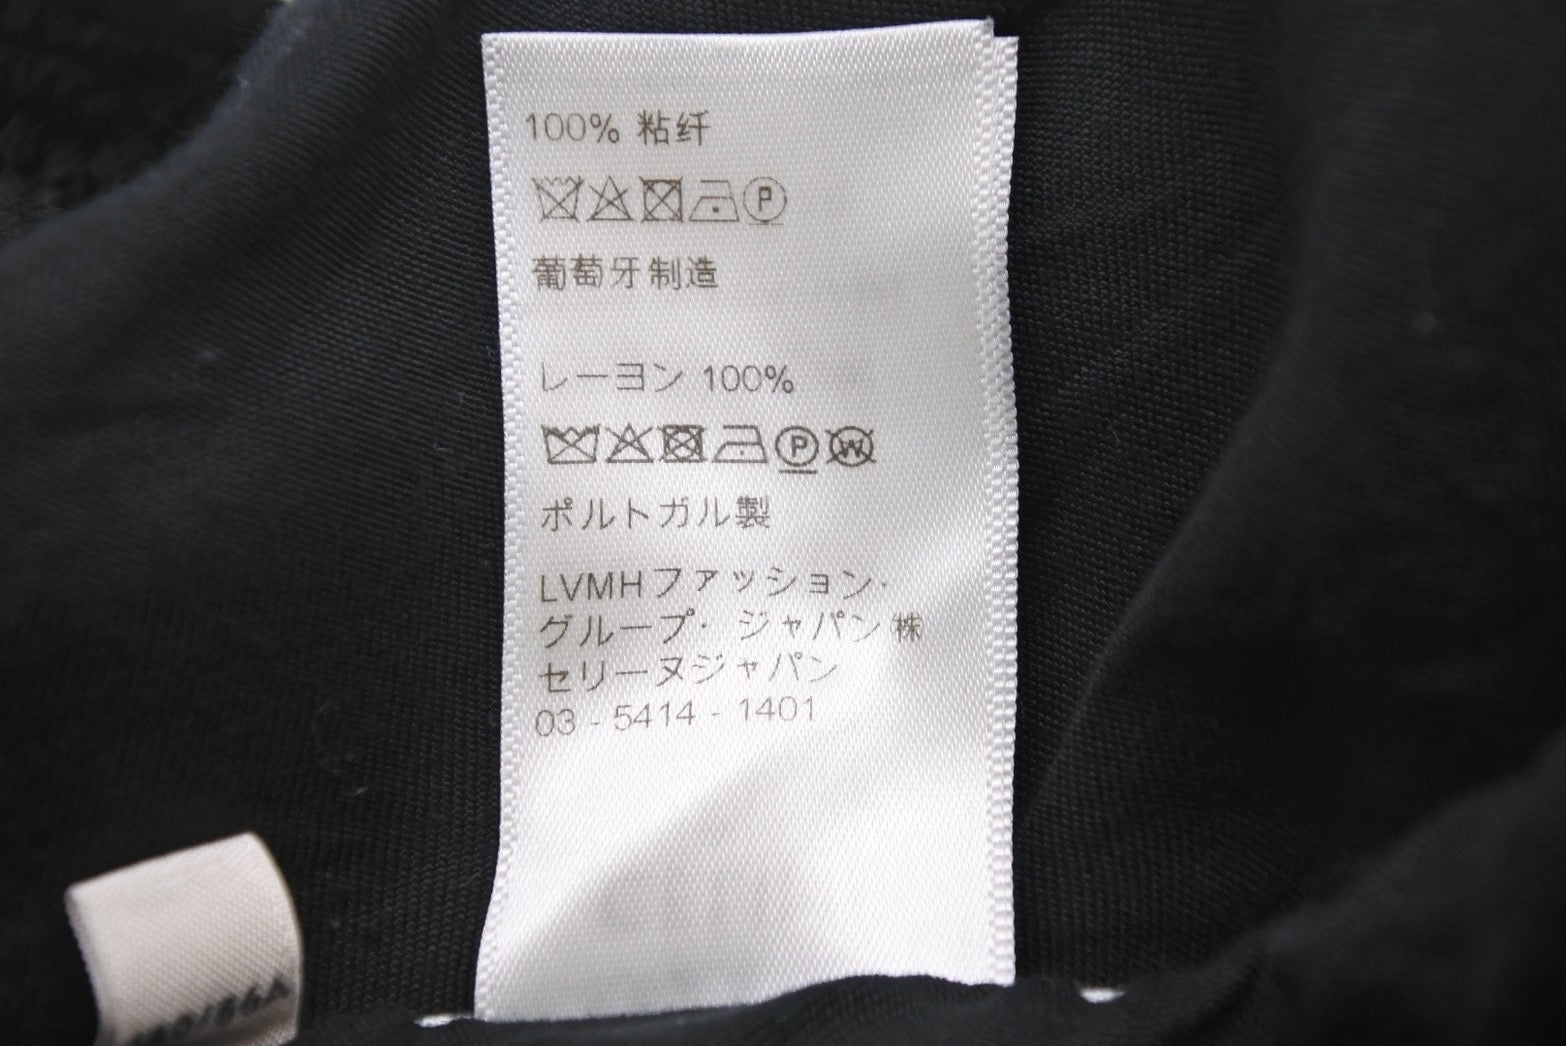 100% 粘纤
P
葡萄牙制造
レーヨン 100%
P W
ポルトガル製
LVMHファッション·
グループ· ジャパン 株
セリーヌジャパン
03 - 5414 - 1401